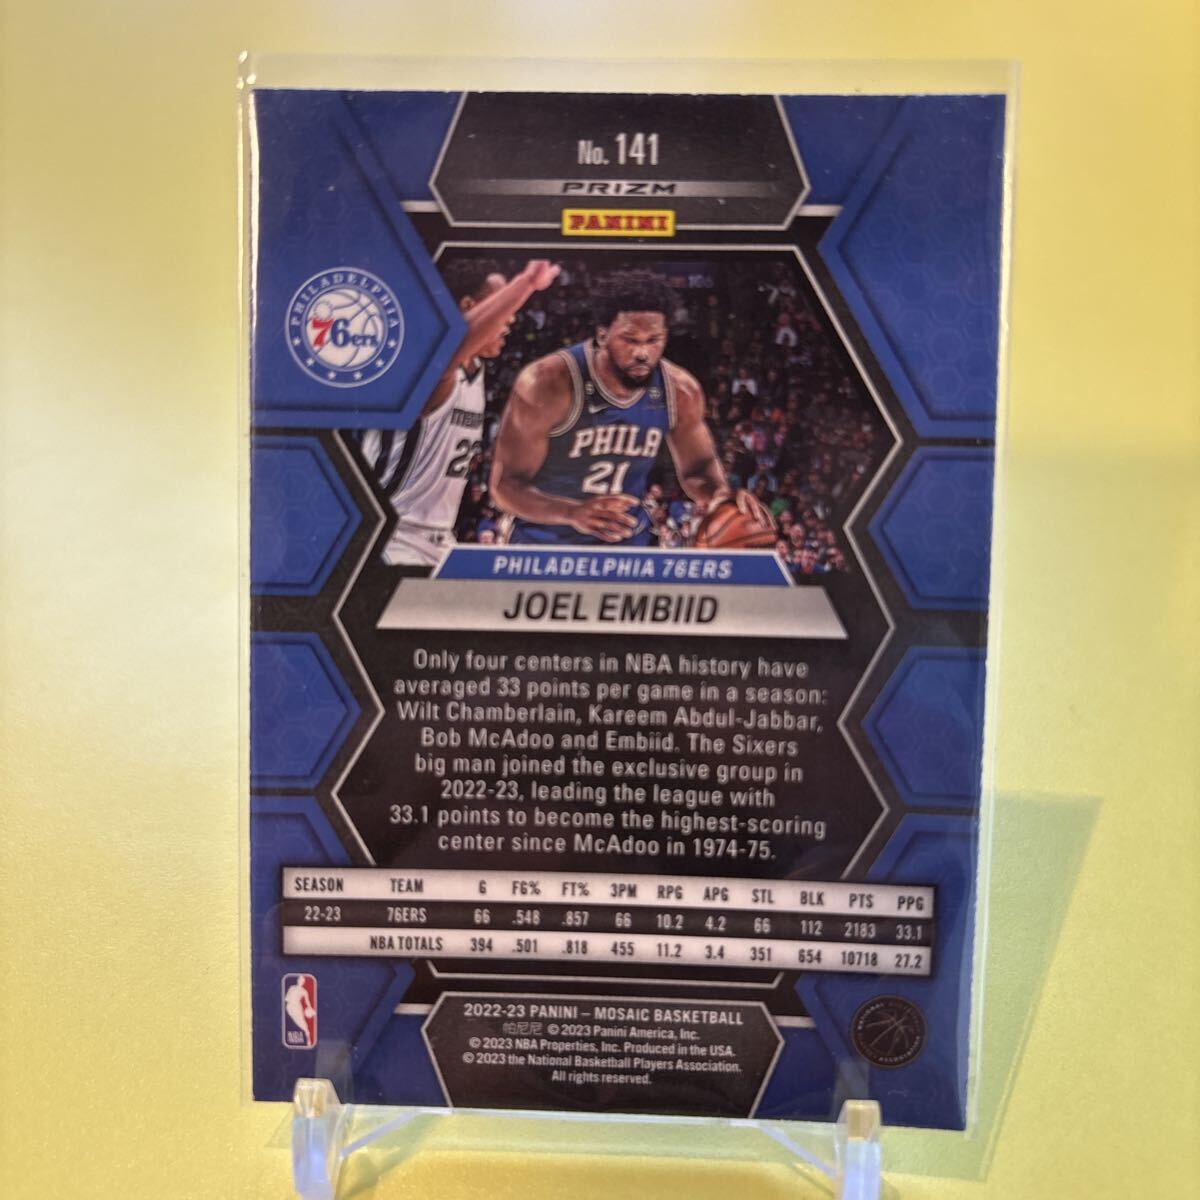 No. 141
PRIZM
PANINI
PHILADELPHIA
76ers
PHILA
21
PHILADELPHIA 76ERS
JOEL EMBIID
Only four centers in NBA history have
averaged 33 points per game in a season:
Wilt Chamberlain, Kareem Abdul-Jabbar,
Bob McAdoo and Embiid. The Sixers
big man joined the exclusive group in
2022-23, leading the league with
33.1 points to become the highest-scoring
center since McAdoo in 1974-75.
SEASON TEAM G FG% FT% 3PM RPG APG STL BLK PTS PPG
22-23 76ERS 66 .548 .857 66 10.2 4.2 66 112 2183 33.1
NBA TOTALS 394 .501 .818 455 11.2 3.4 351 654 10718 27.2
NBA
2022-23 PANINI – MOSAIC BASKETBALL
帕尼尼 © 2023 Panini America, Inc.
© 2023 NBA Properties, Inc. Produced in the USA.
© 2023 the National Basketball Players Association.
All rights reserved.